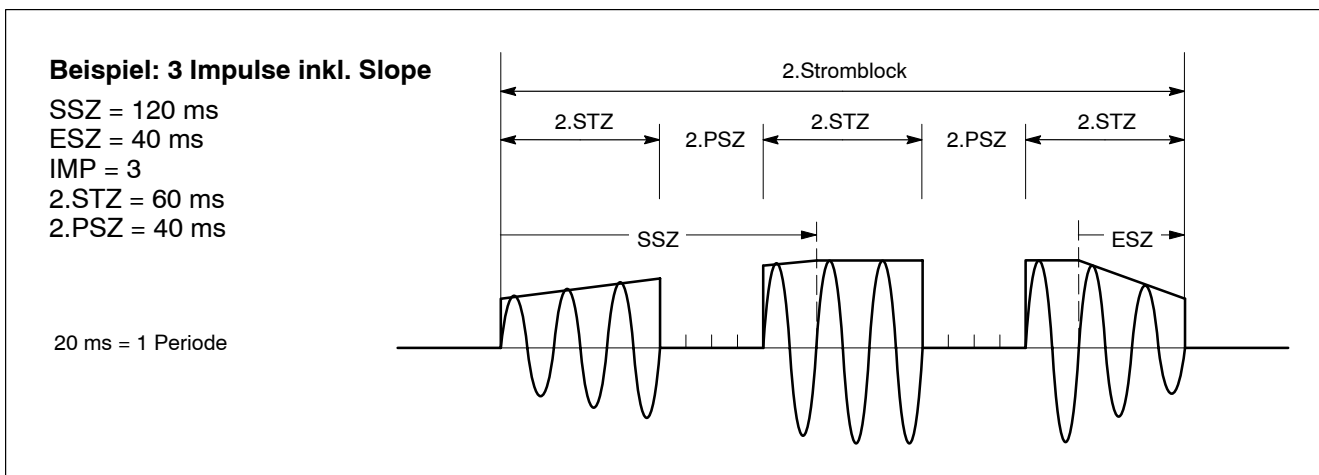 Beispiel: 3 Impulse inkl. Slope
SSZ = 120 ms
ESZ = 40 ms
IMP = 3
2.STZ = 60 ms
2.PSZ = 40 ms
2.Stromblock
2.STZ
2.PSZ
2.STZ
2.PSZ
2.STZ
SSZ
ESZ
20 ms = 1 Periode